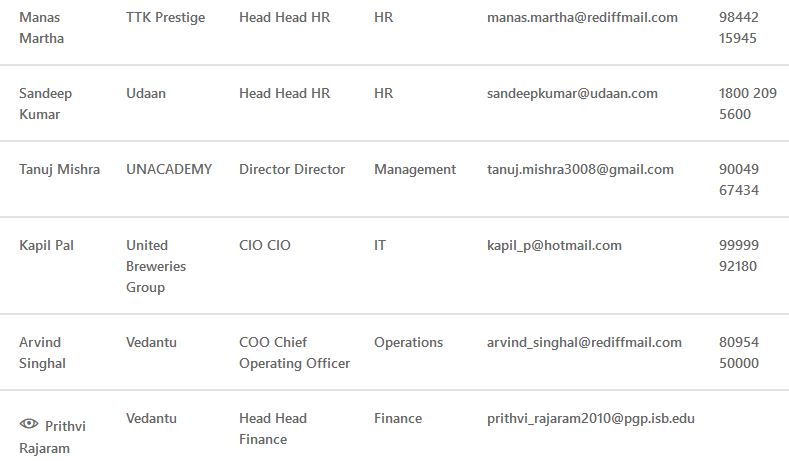 Manas TTK Prestige Head Head HR HR manas.martha@rediffmail.com 98442
Martha 15945
Sandeep Udaan Head Head HR HR sandeepkumar@udaan.com 1800 209
Kumar 5600
Tanuj Mishra UNACADEMY Director Director Management tanuj.mishra3008@gmail.com 90049
67434
Kapil Pal United CIO CIO IT kapil_p@hotmail.com 99999
Breweries 92180
Group
Arvind Vedantu COO Chief Operations arvind_singhal@rediffmail.com 80954
Singhal Operating Officer 50000
Prithvi Vedantu Head Head Finance prithvi_rajaram2010@pgp.isb.edu
Rajaram Finance